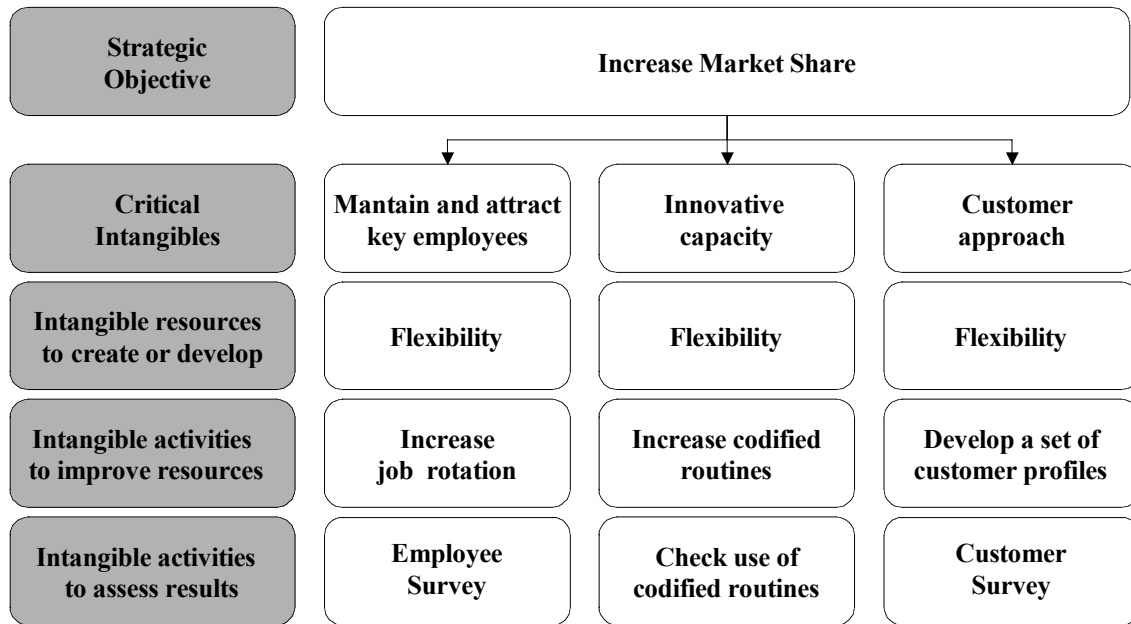 Strategic
Objective
Increase Market Share
Critical
Intangibles
Mantain and attract
key employees
Innovative
capacity
Customer
approach
Intangible resources
to create or develop
Flexibility
Flexibility
Flexibility
Intangible activities
to improve resources
Increase
job rotation
Increase codified
routines
Develop a set of
customer profiles
Intangible activities
to assess results
Employee
Survey
Check use of
codified routines
Customer
Survey